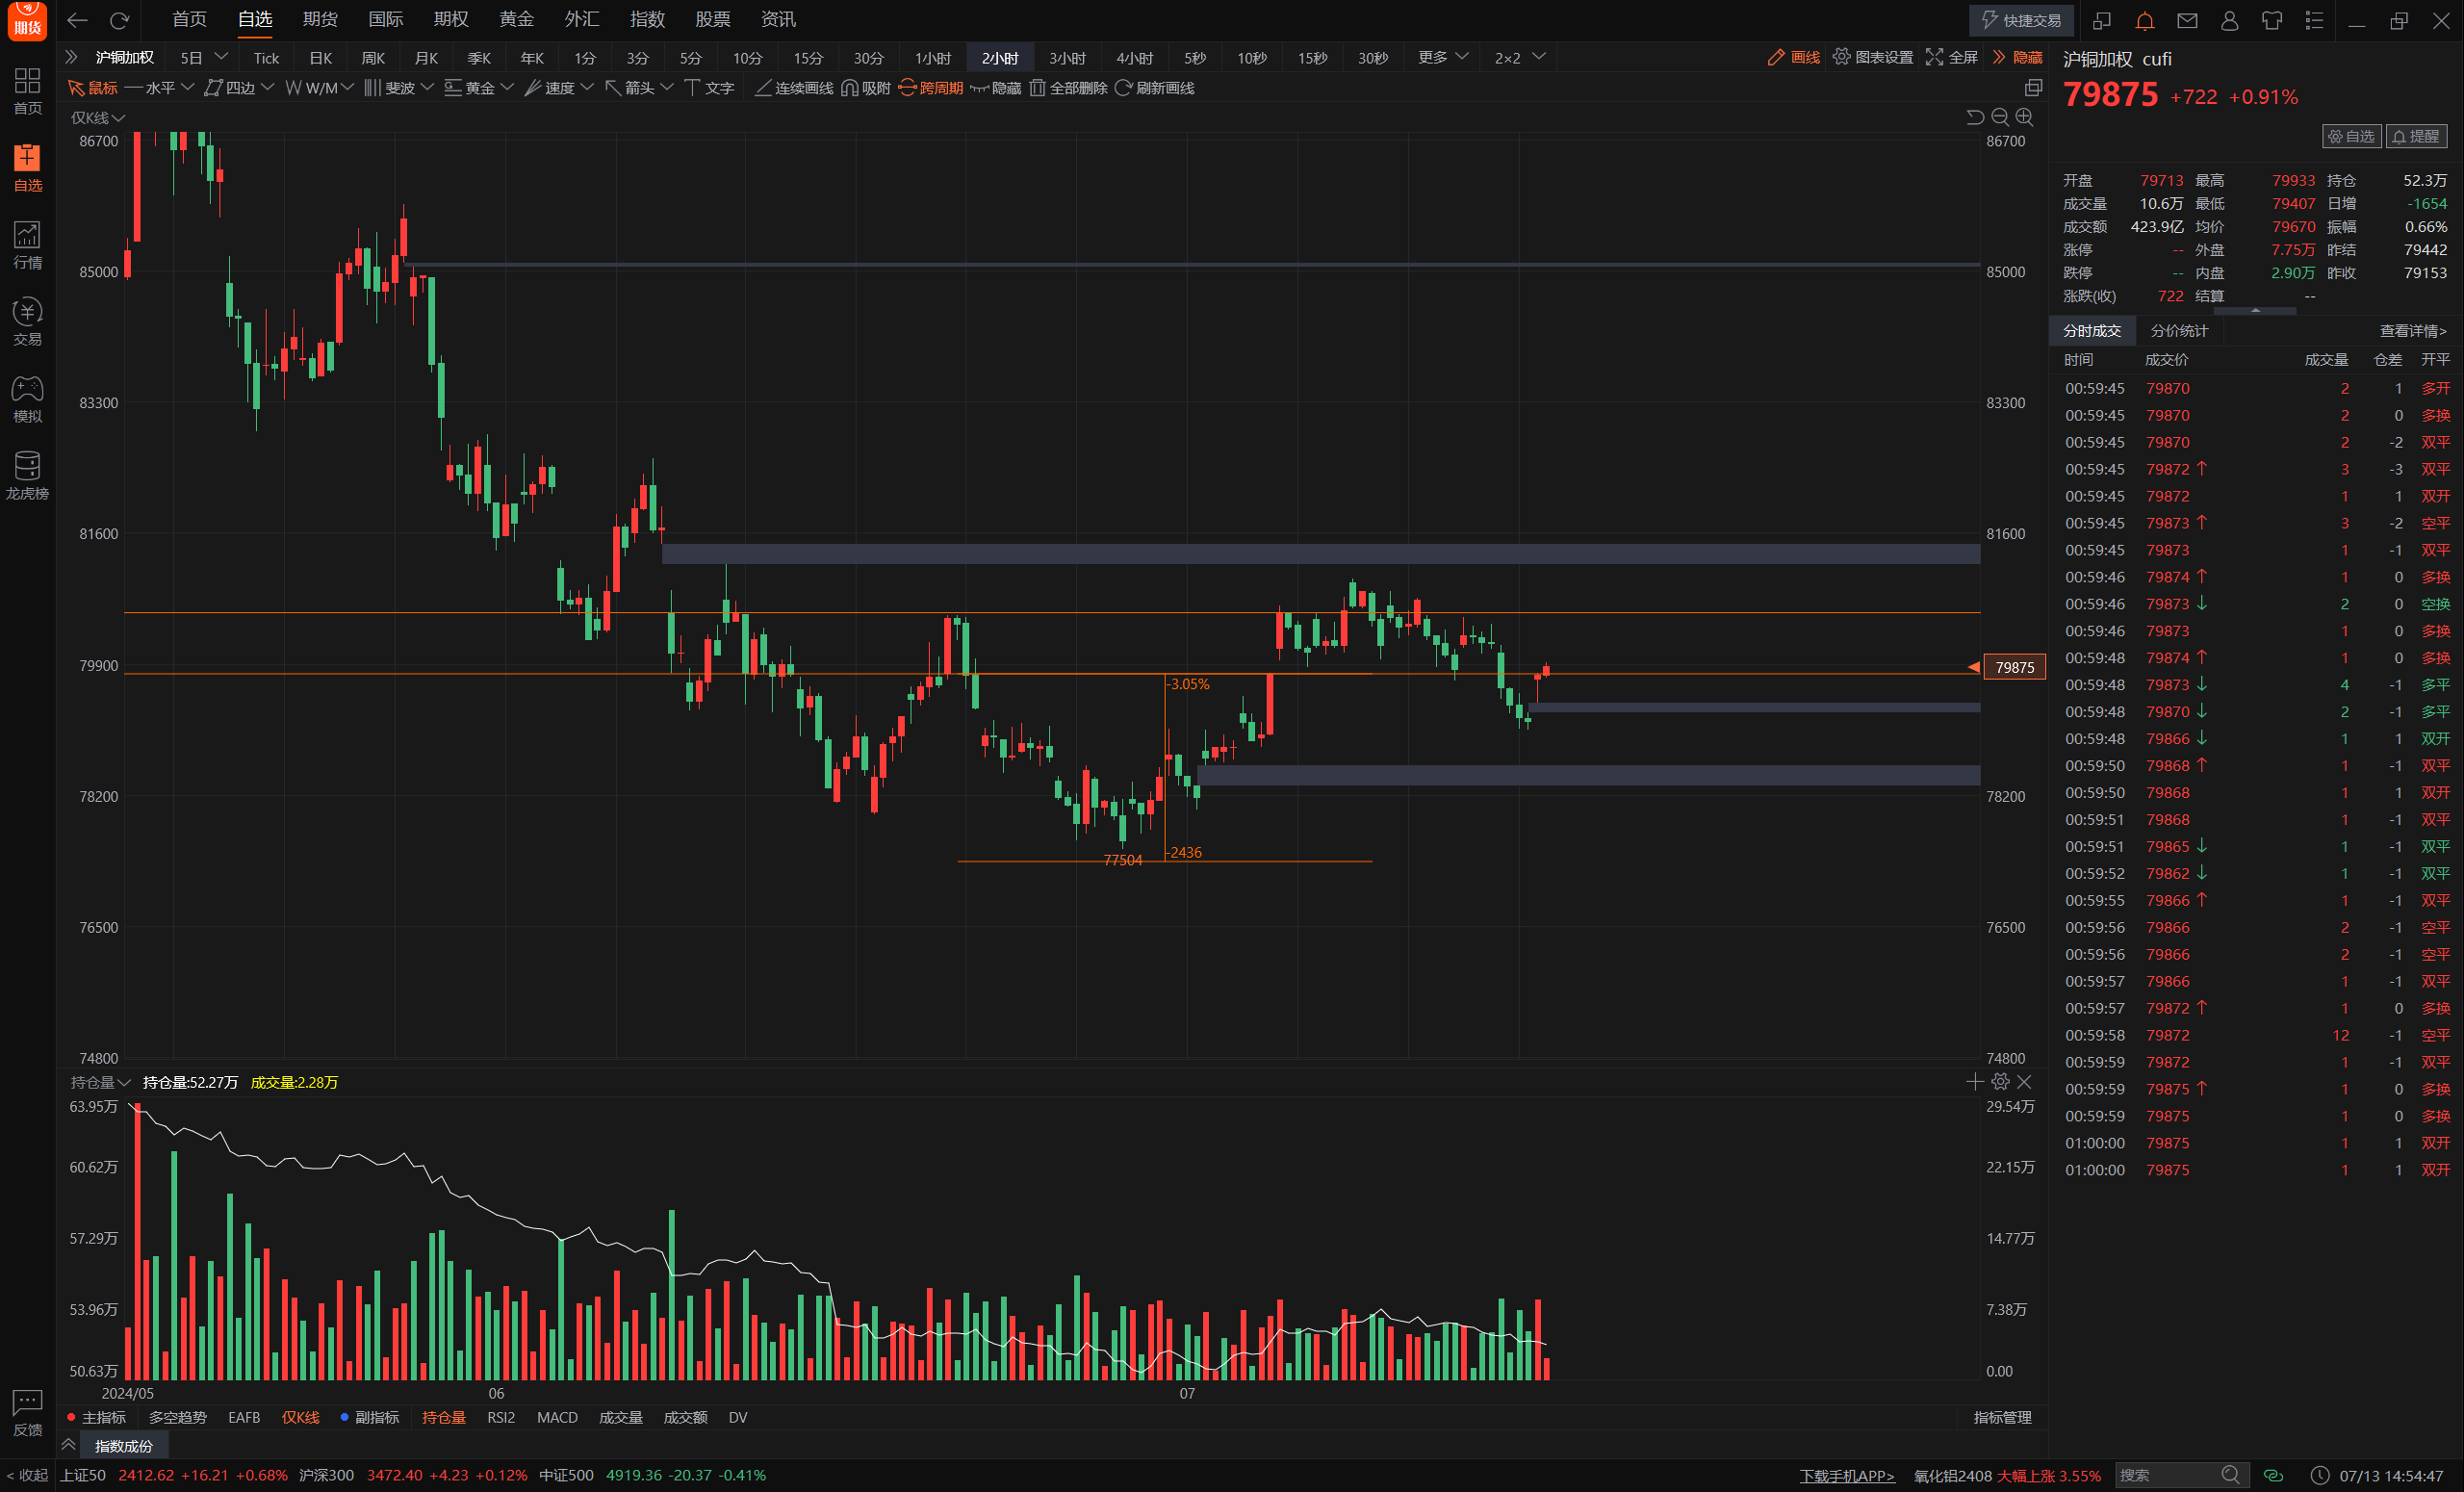 期货
首页 自选 期货 国际 期权 黄金 外汇 指数 股票 资讯 快捷交易
首页
自选
行情
交易
模拟
龙虎榜
反馈
< 收起
沪铜加权 5日 Tick 日K 周K 月K 季K 年K 1分 3分 5分 10分 15分 30分 1小时 2小时 3小时 4小时 5秒 10秒 15秒 30秒 更多 2×2 画线 图表设置 全屏 隐藏
鼠标 水平 四边 W/M 斐波 黄金 速度 箭头 文字 连续画线 吸附 跨周期 隐藏 全部删除 刷新画线
仅K线
86700 86700
85000 85000
83300 83300
81600 81600
79900 79875
78200 78200
76500 76500
74800 74800
-3.05%
-2436
77504
持仓量 持仓量:52.27万 成交量:2.28万
63.95万 29.54万
60.62万 22.15万
57.29万 14.77万
53.96万 7.38万
50.63万 0.00
2024/05 06 07
主指标 多空趋势 EAFB 仅K线 副指标 持仓量 RSI2 MACD 成交量 成交额 DV 指标管理
指数成份
沪铜加权 cufi
79875 +722 +0.91%
自选 提醒
开盘 79713 最高 79933 持仓 52.3万
成交量 10.6万 最低 79407 日增 -1654
成交额 423.9亿 均价 79670 振幅 0.66%
涨停 -- 外盘 7.75万 昨结 79442
跌停 -- 内盘 2.90万 昨收 79153
涨跌(收) 722 结算 --
分时成交 分价统计 查看详情>
时间 成交价 成交量 仓差 开平
00:59:45 79870 2 1 多开
00:59:45 79870 2 0 多换
00:59:45 79870 2 -2 双平
00:59:45 79872 ↑ 3 -3 双平
00:59:45 79872 1 1 双开
00:59:45 79873 ↑ 3 -2 空平
00:59:45 79873 1 -1 双平
00:59:46 79874 ↑ 1 0 多换
00:59:46 79873 ↓ 2 0 空换
00:59:46 79873 1 0 多换
00:59:48 79874 ↑ 1 0 多换
00:59:48 79873 ↓ 4 -1 多平
00:59:48 79870 ↓ 2 -1 多平
00:59:48 79866 ↓ 1 1 双开
00:59:50 79868 ↑ 1 -1 双平
00:59:50 79868 1 1 双开
00:59:51 79868 1 -1 双平
00:59:51 79865 ↓ 1 -1 双平
00:59:52 79862 ↓ 1 -1 双平
00:59:55 79866 ↑ 1 -1 双平
00:59:56 79866 2 -1 空平
00:59:56 79866 2 -1 空平
00:59:57 79866 1 -1 双平
00:59:57 79872 ↑ 1 0 多换
00:59:58 79872 12 -1 空平
00:59:59 79872 1 -1 双平
00:59:59 79875 ↑ 1 0 多换
00:59:59 79875 1 0 多换
01:00:00 79875 1 1 双开
01:00:00 79875 1 1 双开
上证50 2412.62 +16.21 +0.68% 沪深300 3472.40 +4.23 +0.12% 中证500 4919.36 -20.37 -0.41% 下载手机APP> 氧化铝2408 大幅上涨 3.55% 搜索 07/13 14:54:47